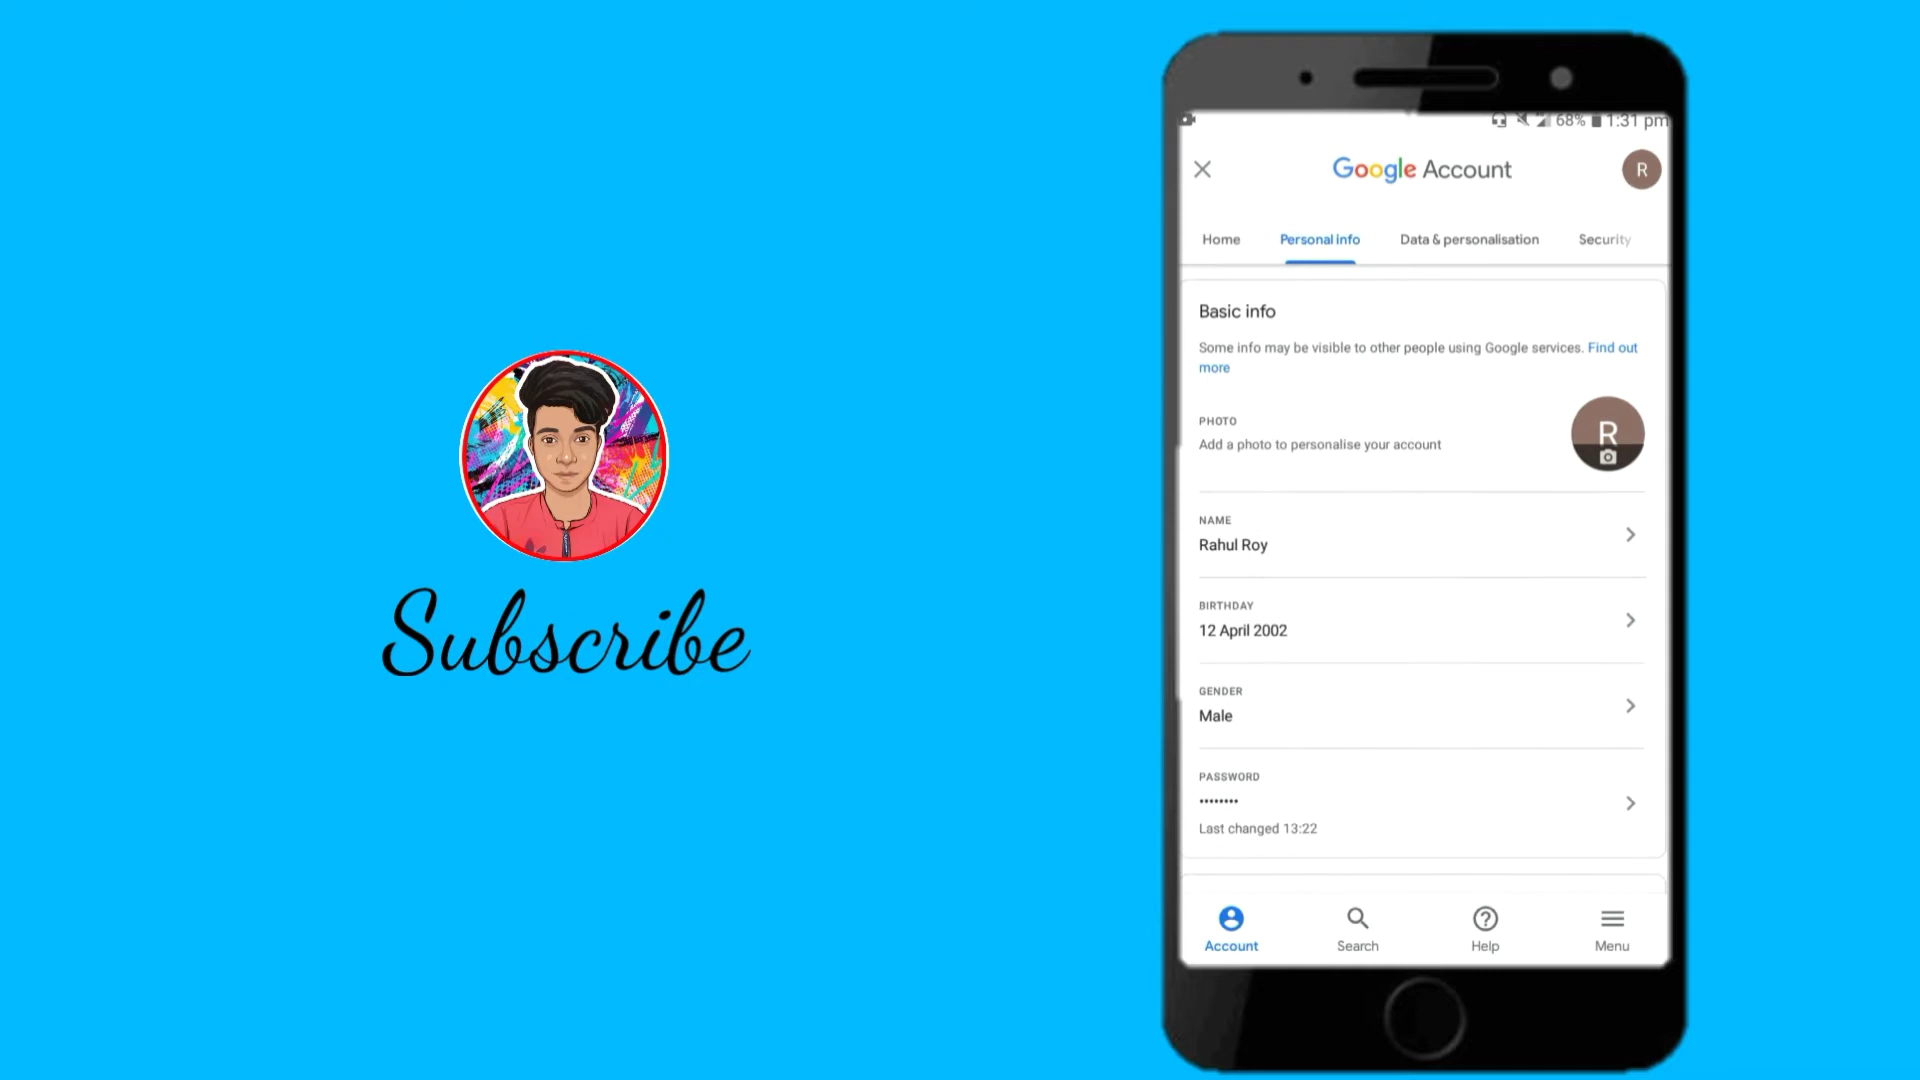 Subscribe
68% 1:31 pm
Google Account
R
Home Personal info Data & personalisation Security
Basic info
Some info may be visible to other people using Google services. Find out
more
PHOTO
Add a photo to personalise your account
R
NAME
Rahul Roy
BIRTHDAY
12 April 2002
GENDER
Male
PASSWORD
••••••••
Last changed 13:22
Account Search Help Menu